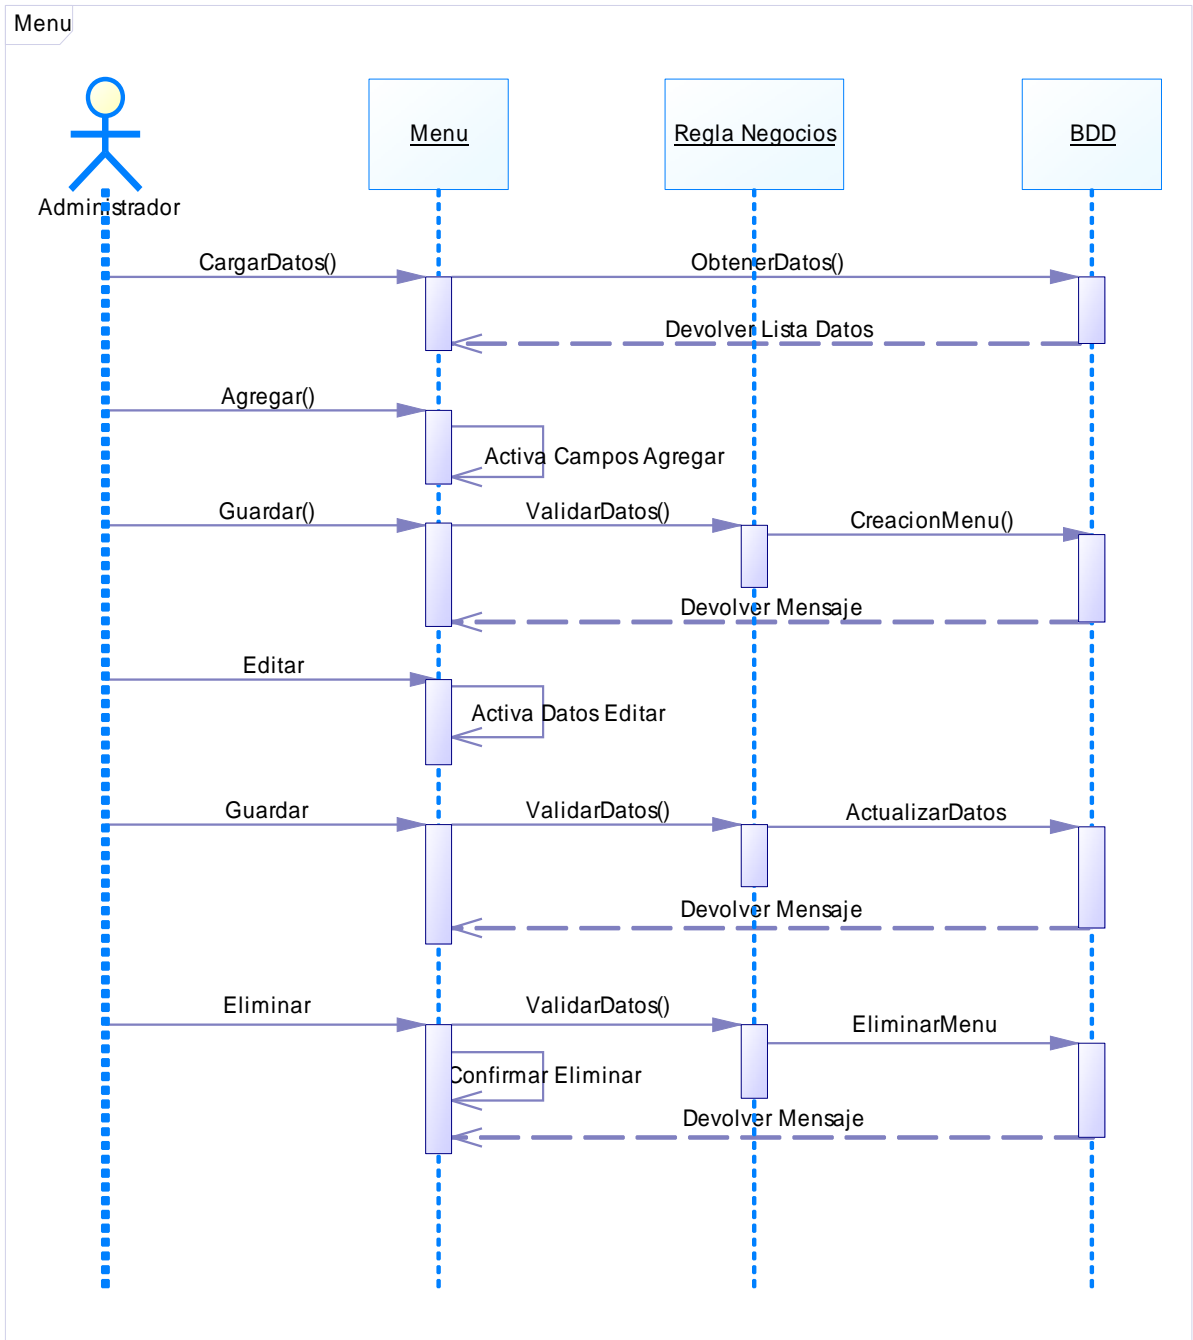 Menu
Menu
Regla Negocios
BDD
Administrador
CargarDatos()
ObtenerDatos()
Devolver Lista Datos
Agregar()
Activa Campos Agregar
Guardar()
ValidarDatos()
CreacionMenu()
Devolver Mensaje
Editar
Activa Datos Editar
Guardar
ValidarDatos()
ActualizarDatos
Devolver Mensaje
Eliminar
ValidarDatos()
EliminarMenu
Confirmar Eliminar
Devolver Mensaje